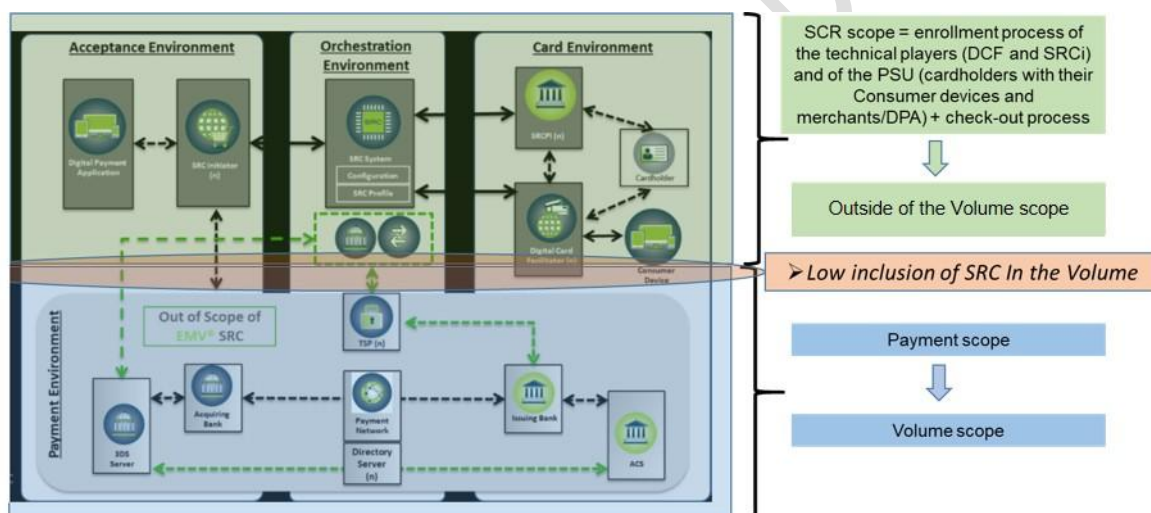 Acceptance Environment
Orchestration
Environment
Card Environment
Digital Payment
Application
SRC Initiator
(n)
SRC
SRC System
Configuration
SRC Profile
SRCPI (n)
Cardholder
Digital Card
Facilitator (n)
Consumer
Device
Payment Environment
Out of Scope of
EMV® SRC
TSP (n)
3DS
Server
Acquiring
Bank
Payment
Network
Directory
Server
(n)
Issuing Bank
ACS
SCR scope = enrollment process of
the technical players (DCF and SRCi)
and of the PSU (cardholders with their
Consumer devices and
merchants/DPA) + check-out process
Outside of the Volume scope
➢ Low inclusion of SRC In the Volume
Payment scope
Volume scope